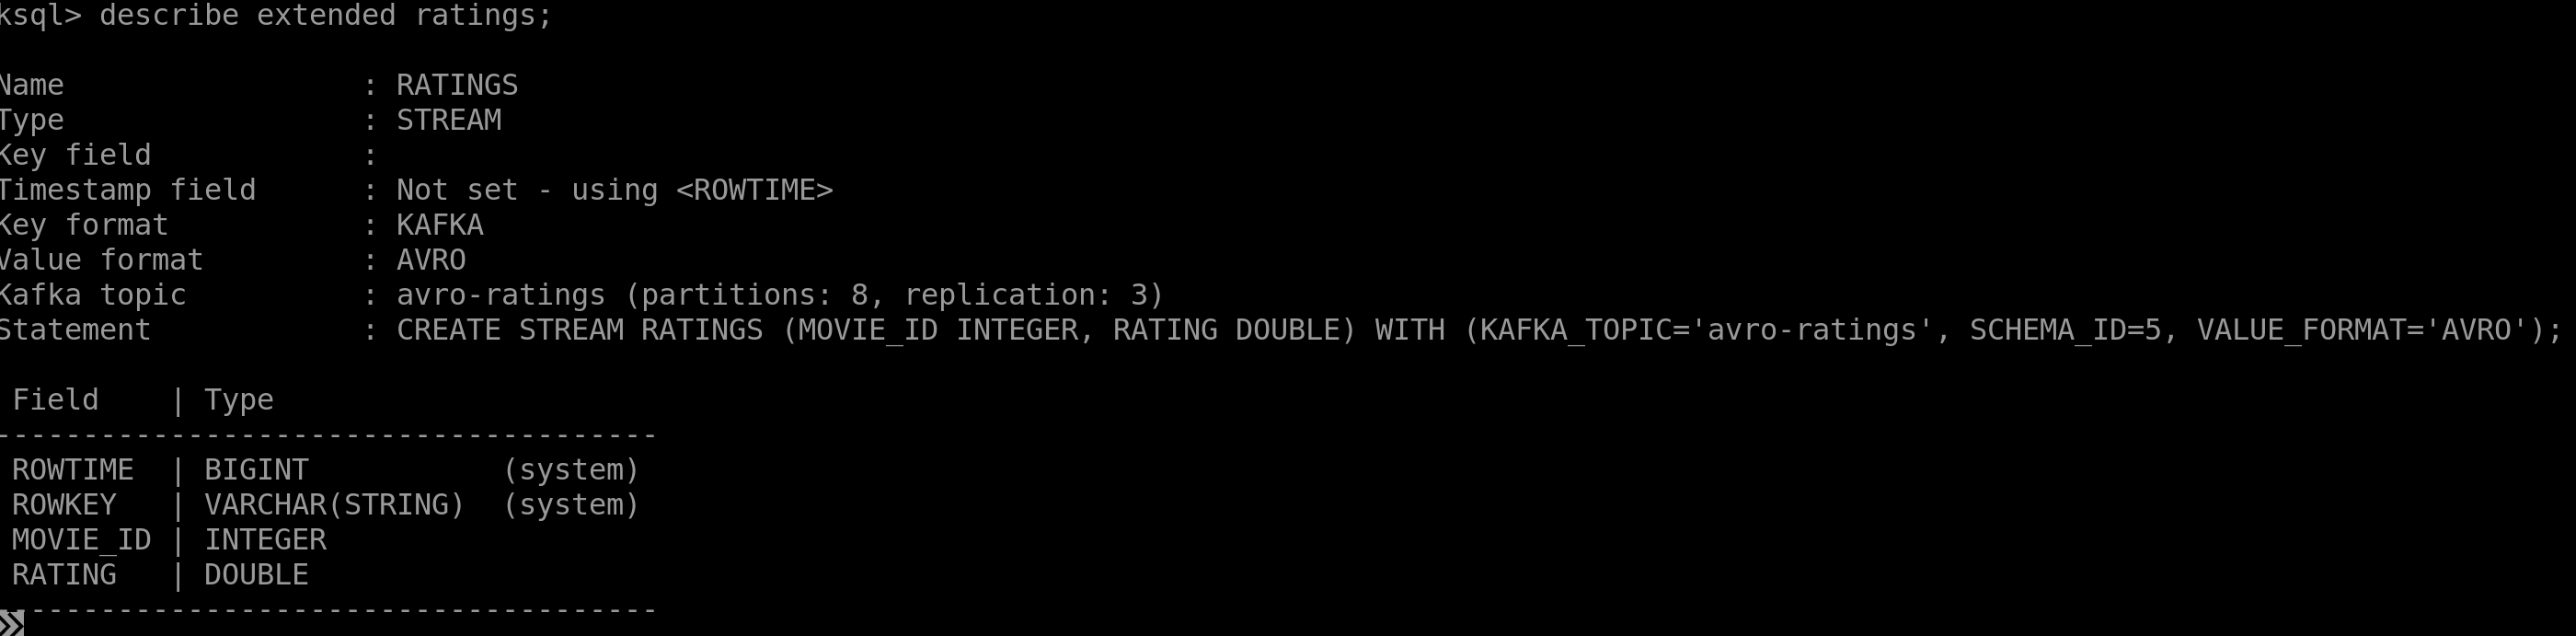 ksql> describe extended ratings;
Name                 : RATINGS
Type                 : STREAM
Key field            :
Timestamp field      : Not set - using <ROWTIME>
Key format           : KAFKA
Value format         : AVRO
Kafka topic          : avro-ratings (partitions: 8, replication: 3)
Statement            : CREATE STREAM RATINGS (MOVIE_ID INTEGER, RATING DOUBLE) WITH (KAFKA_TOPIC='avro-ratings', SCHEMA_ID=5, VALUE_FORMAT='AVRO');
 Field    | Type
--------------------------------------
 ROWTIME  | BIGINT           (system)
 ROWKEY   | VARCHAR(STRING)  (system)
 MOVIE_ID | INTEGER
 RATING   | DOUBLE
--------------------------------------
»